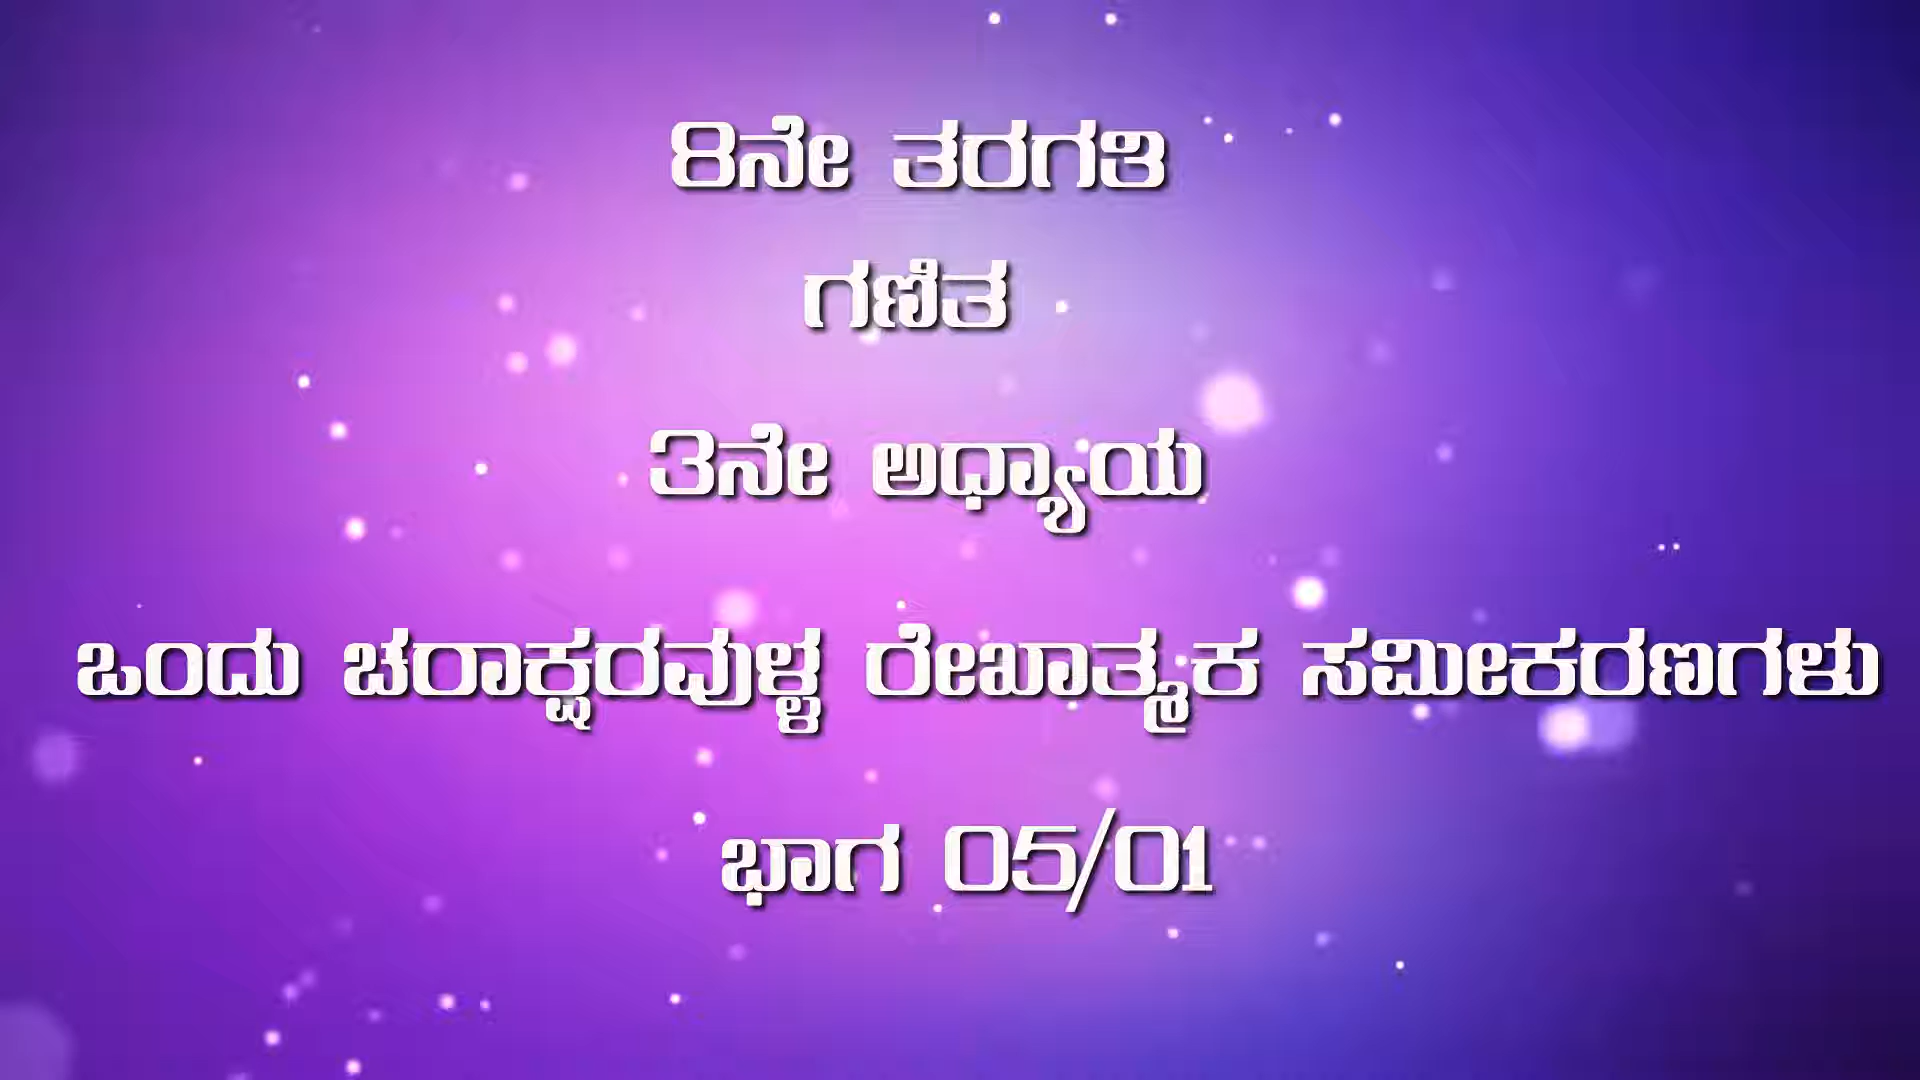 8ನೇ ತರಗತಿ
ಗಣಿತ
3ನೇ ಅಧ್ಯಾಯ
ಒಂದು ಚರಾಕ್ಷರವುಳ್ಳ ರೇಖಾತ್ಮಕ ಸಮೀಕರಣಗಳು
ಭಾಗ 05/01